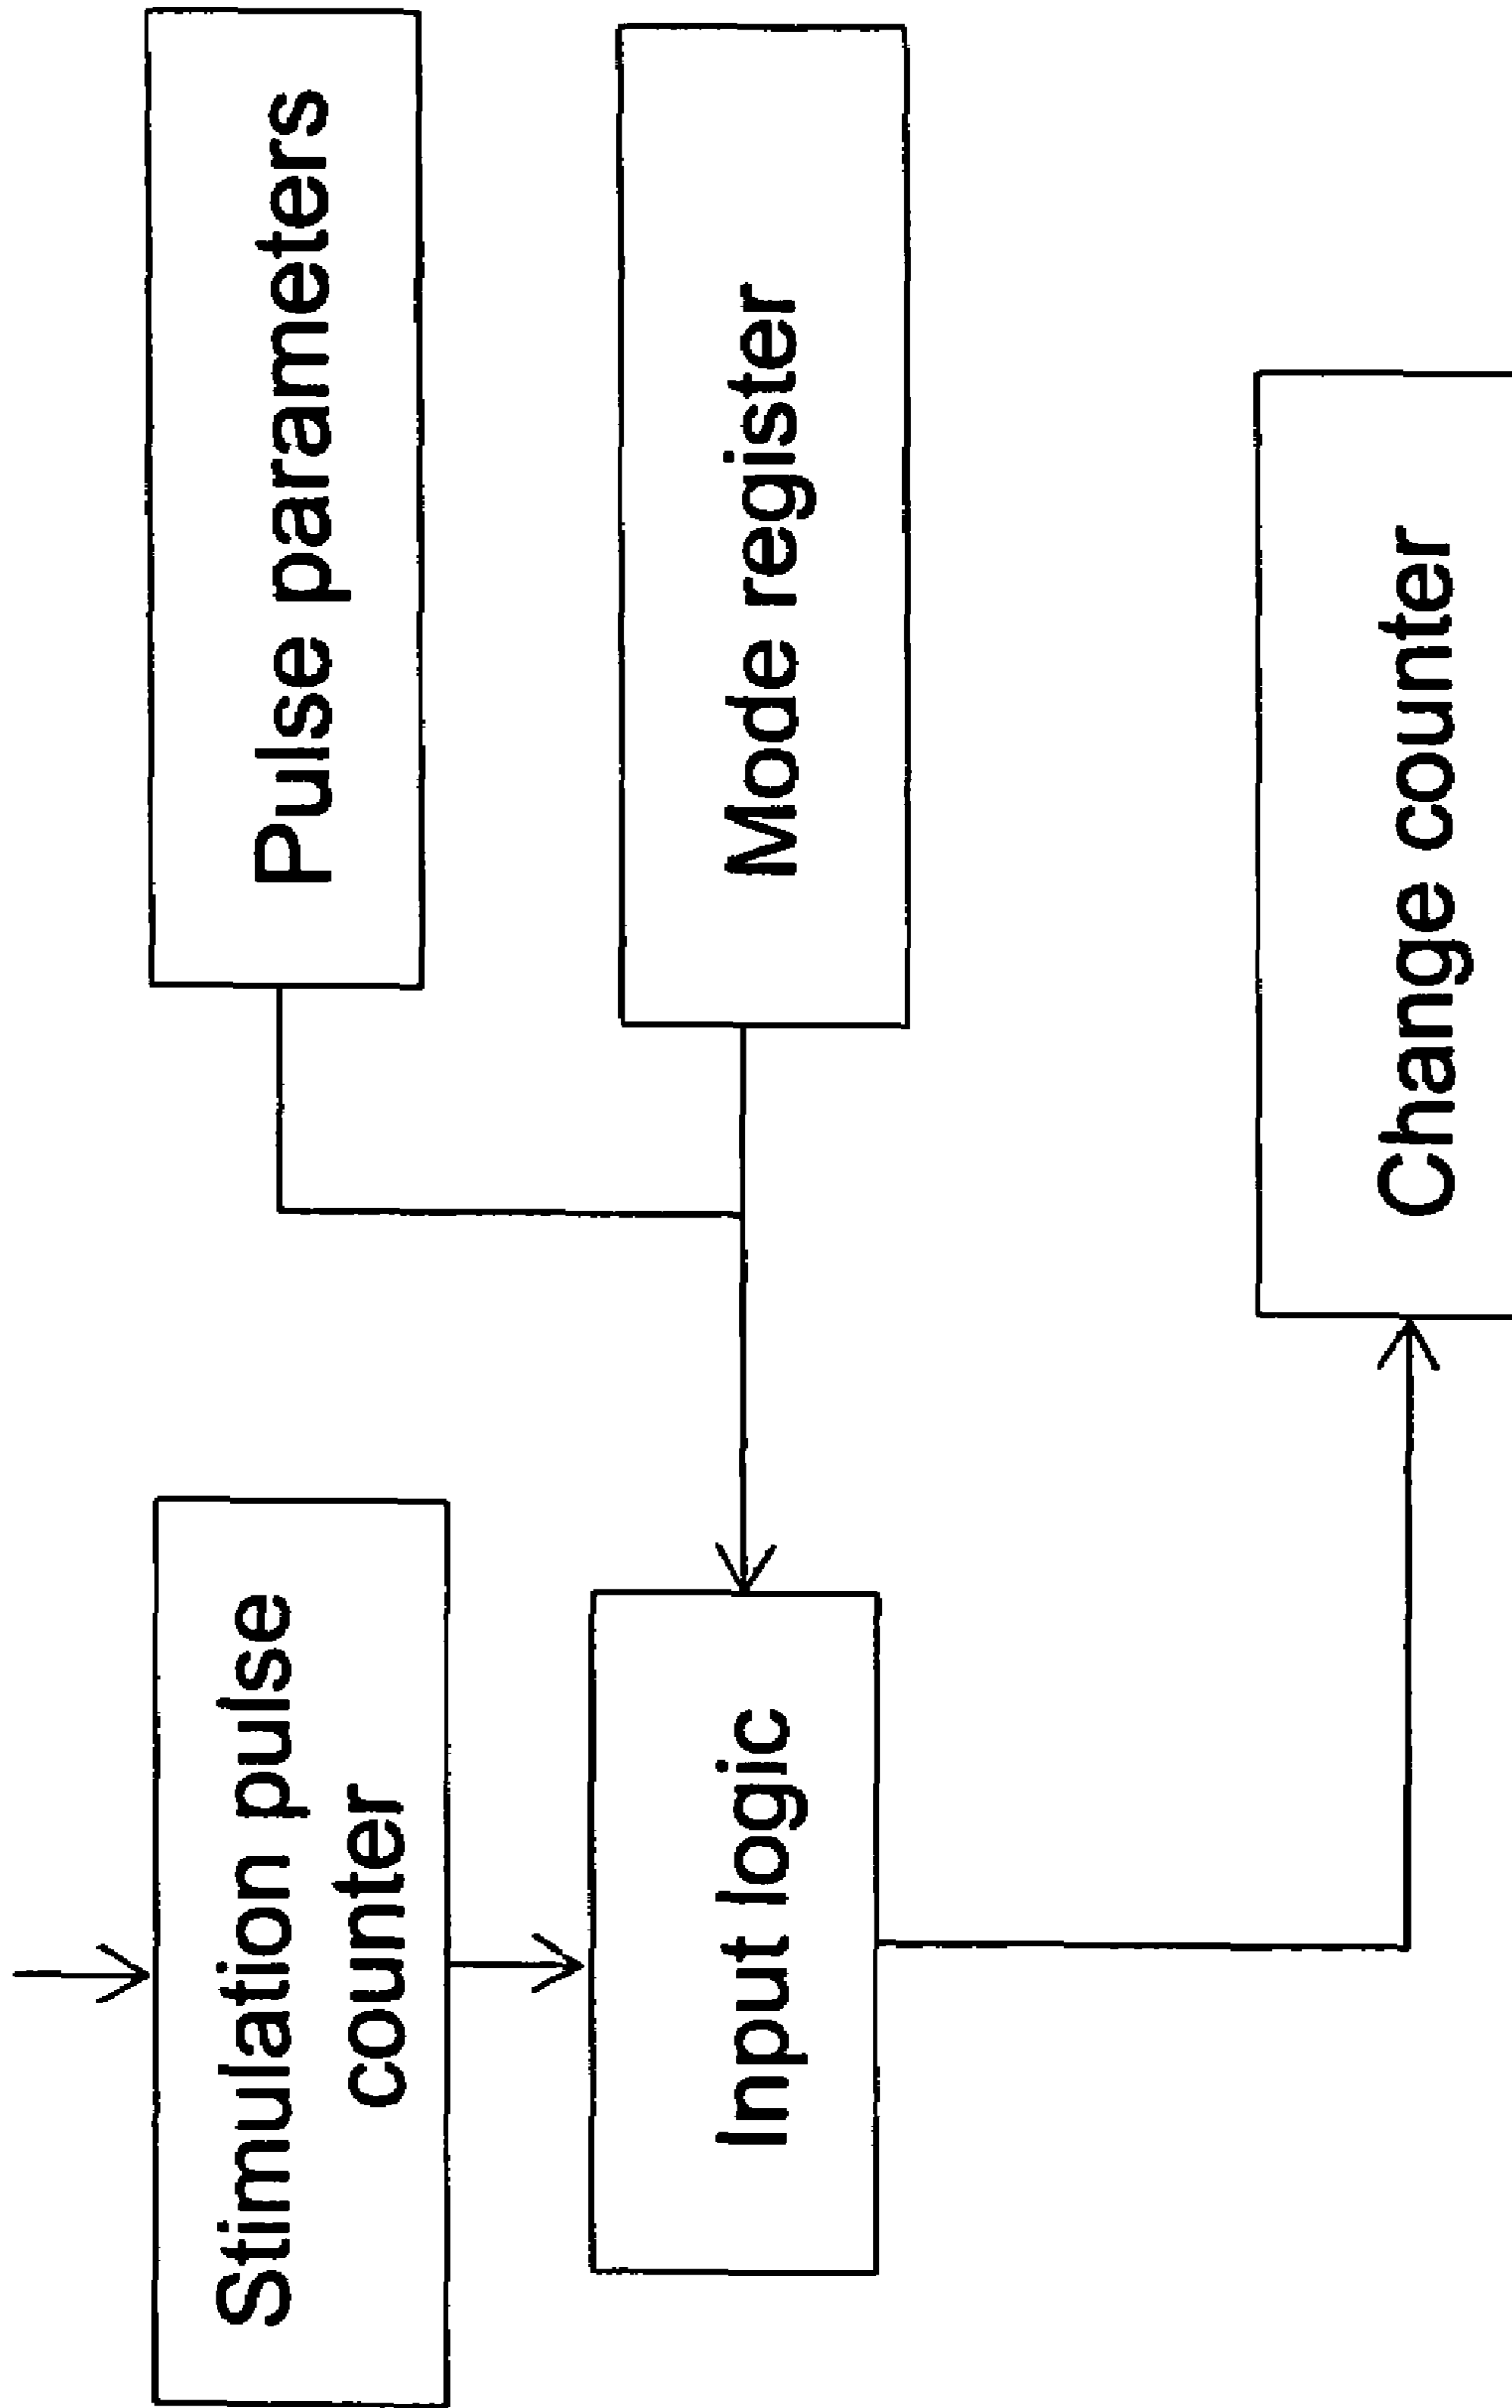 Stimulation pulse
counter
Pulse parameters
Input logic
Mode register
Change counter